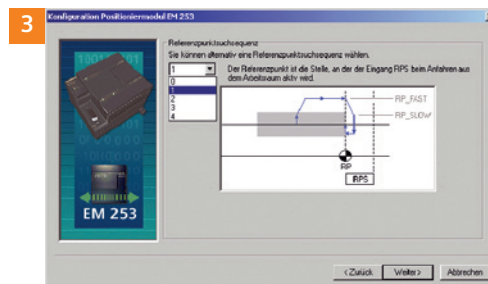 3
Konfiguration Positioniermodul EM 253
Referenzpunktsuchsequenz
Sie können alternativ eine Referenzpunktsuchsequenz wählen.
1
Der Referenzpunkt ist die Stelle, an der der Eingang RPS beim Anfahren aus
dem Arbeitsraum aktiv wird.
0
1
2
3
4
RP_FAST
RP_SLOW
RP
RPS
EM 253
<Zurück
Weiter>
Abbrechen